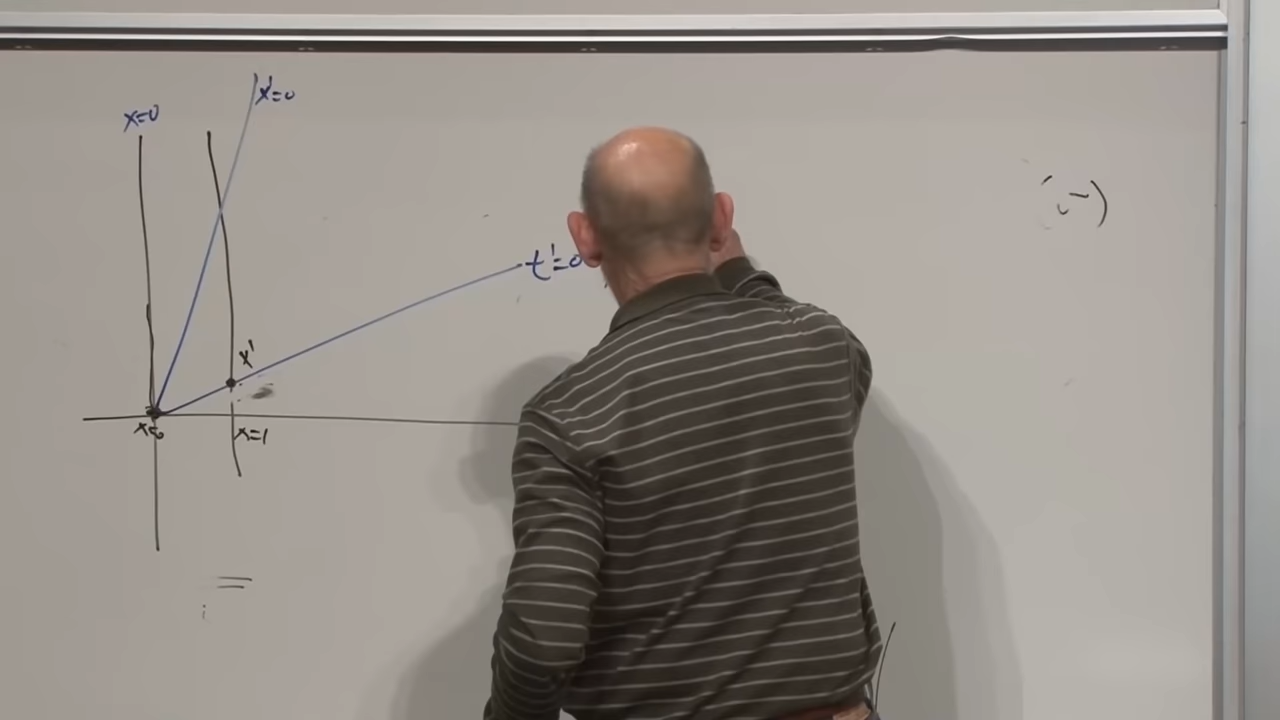 x=0
x'=0
t'=0
x'
x=0
x=1
=